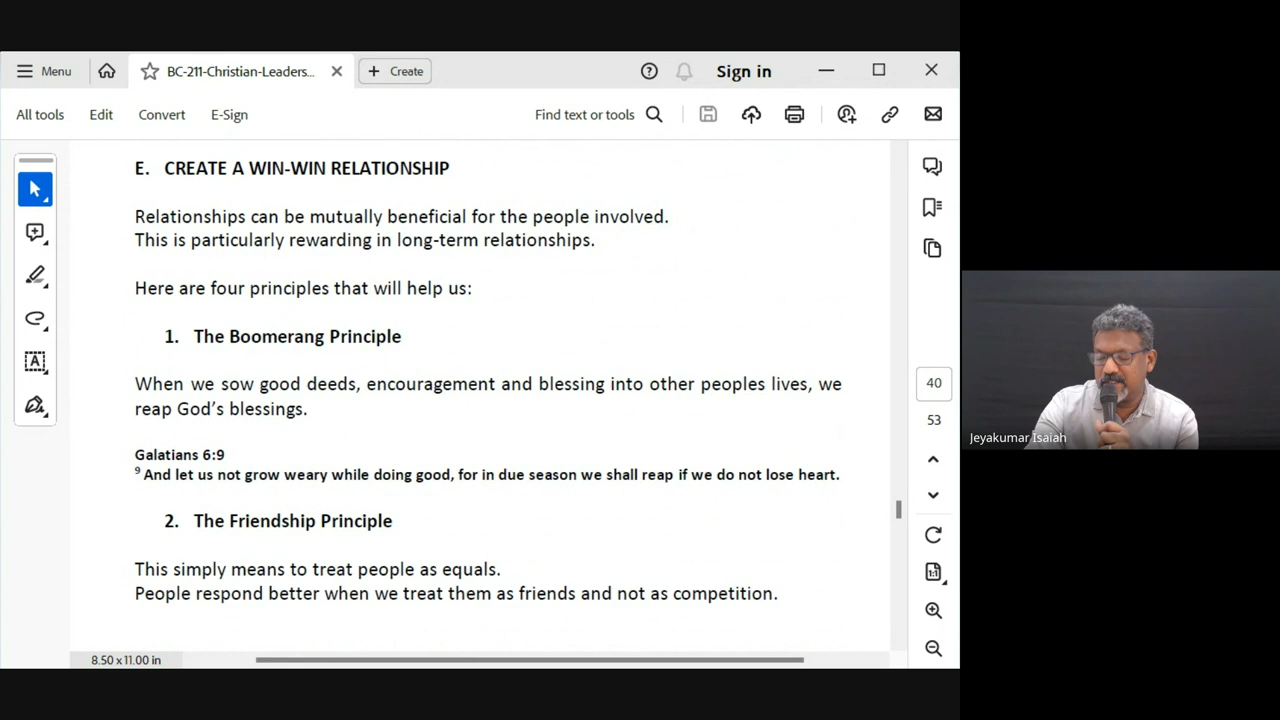 Menu
BC-211-Christian-Leaders...
Create
Sign in
All tools
Edit
Convert
E-Sign
Find text or tools
E. CREATE A WIN-WIN RELATIONSHIP
Relationships can be mutually beneficial for the people involved.
This is particularly rewarding in long-term relationships.
Here are four principles that will help us:
1. The Boomerang Principle
When we sow good deeds, encouragement and blessing into other peoples lives, we
reap God’s blessings.
Galatians 6:9
9 And let us not grow weary while doing good, for in due season we shall reap if we do not lose heart.
2. The Friendship Principle
This simply means to treat people as equals.
People respond better when we treat them as friends and not as competition.
8.50 x 11.00 in
40
53
1:1
Jeyakumar Isaiah